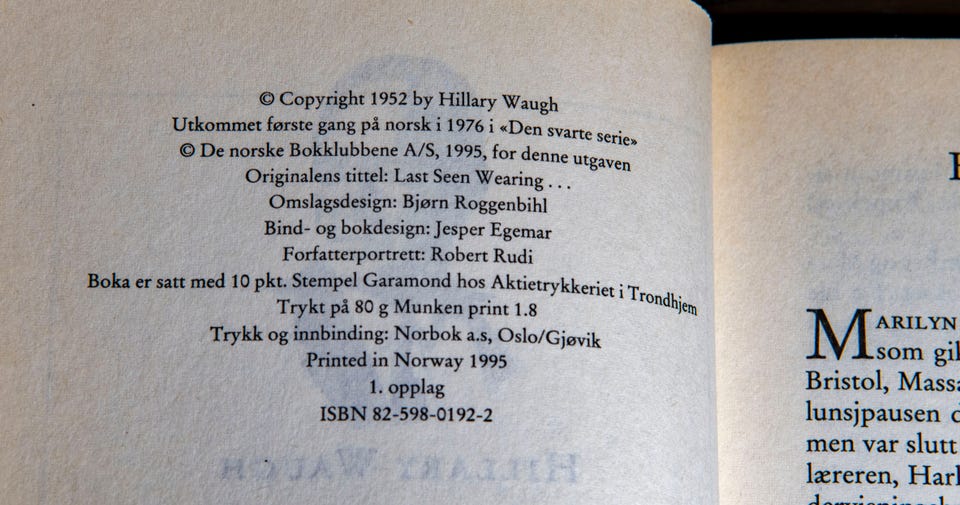 © Copyright 1952 by Hillary Waugh
Utkommet første gang på norsk i 1976 i «Den svarte serie»
© De norske Bokklubbene A/S, 1995, for denne utgaven
Originalens tittel: Last Seen Wearing . . .
Omslagsdesign: Bjørn Roggenbihl
Bind- og bokdesign: Jesper Egemar
Forfatterportrett: Robert Rudi
Boka er satt med 10 pkt. Stempel Garamond hos Aktietrykkeriet i Trondhjem
Trykt på 80 g Munken print 1.8
Trykk og innbinding: Norbok a.s, Oslo/Gjøvik
Printed in Norway 1995
1. opplag
ISBN 82-598-0192-2
HILLARY WAUGH
MARILYN
som gik
Bristol, Massa
lunsjpausen d
men var slutt
læreren, Harl